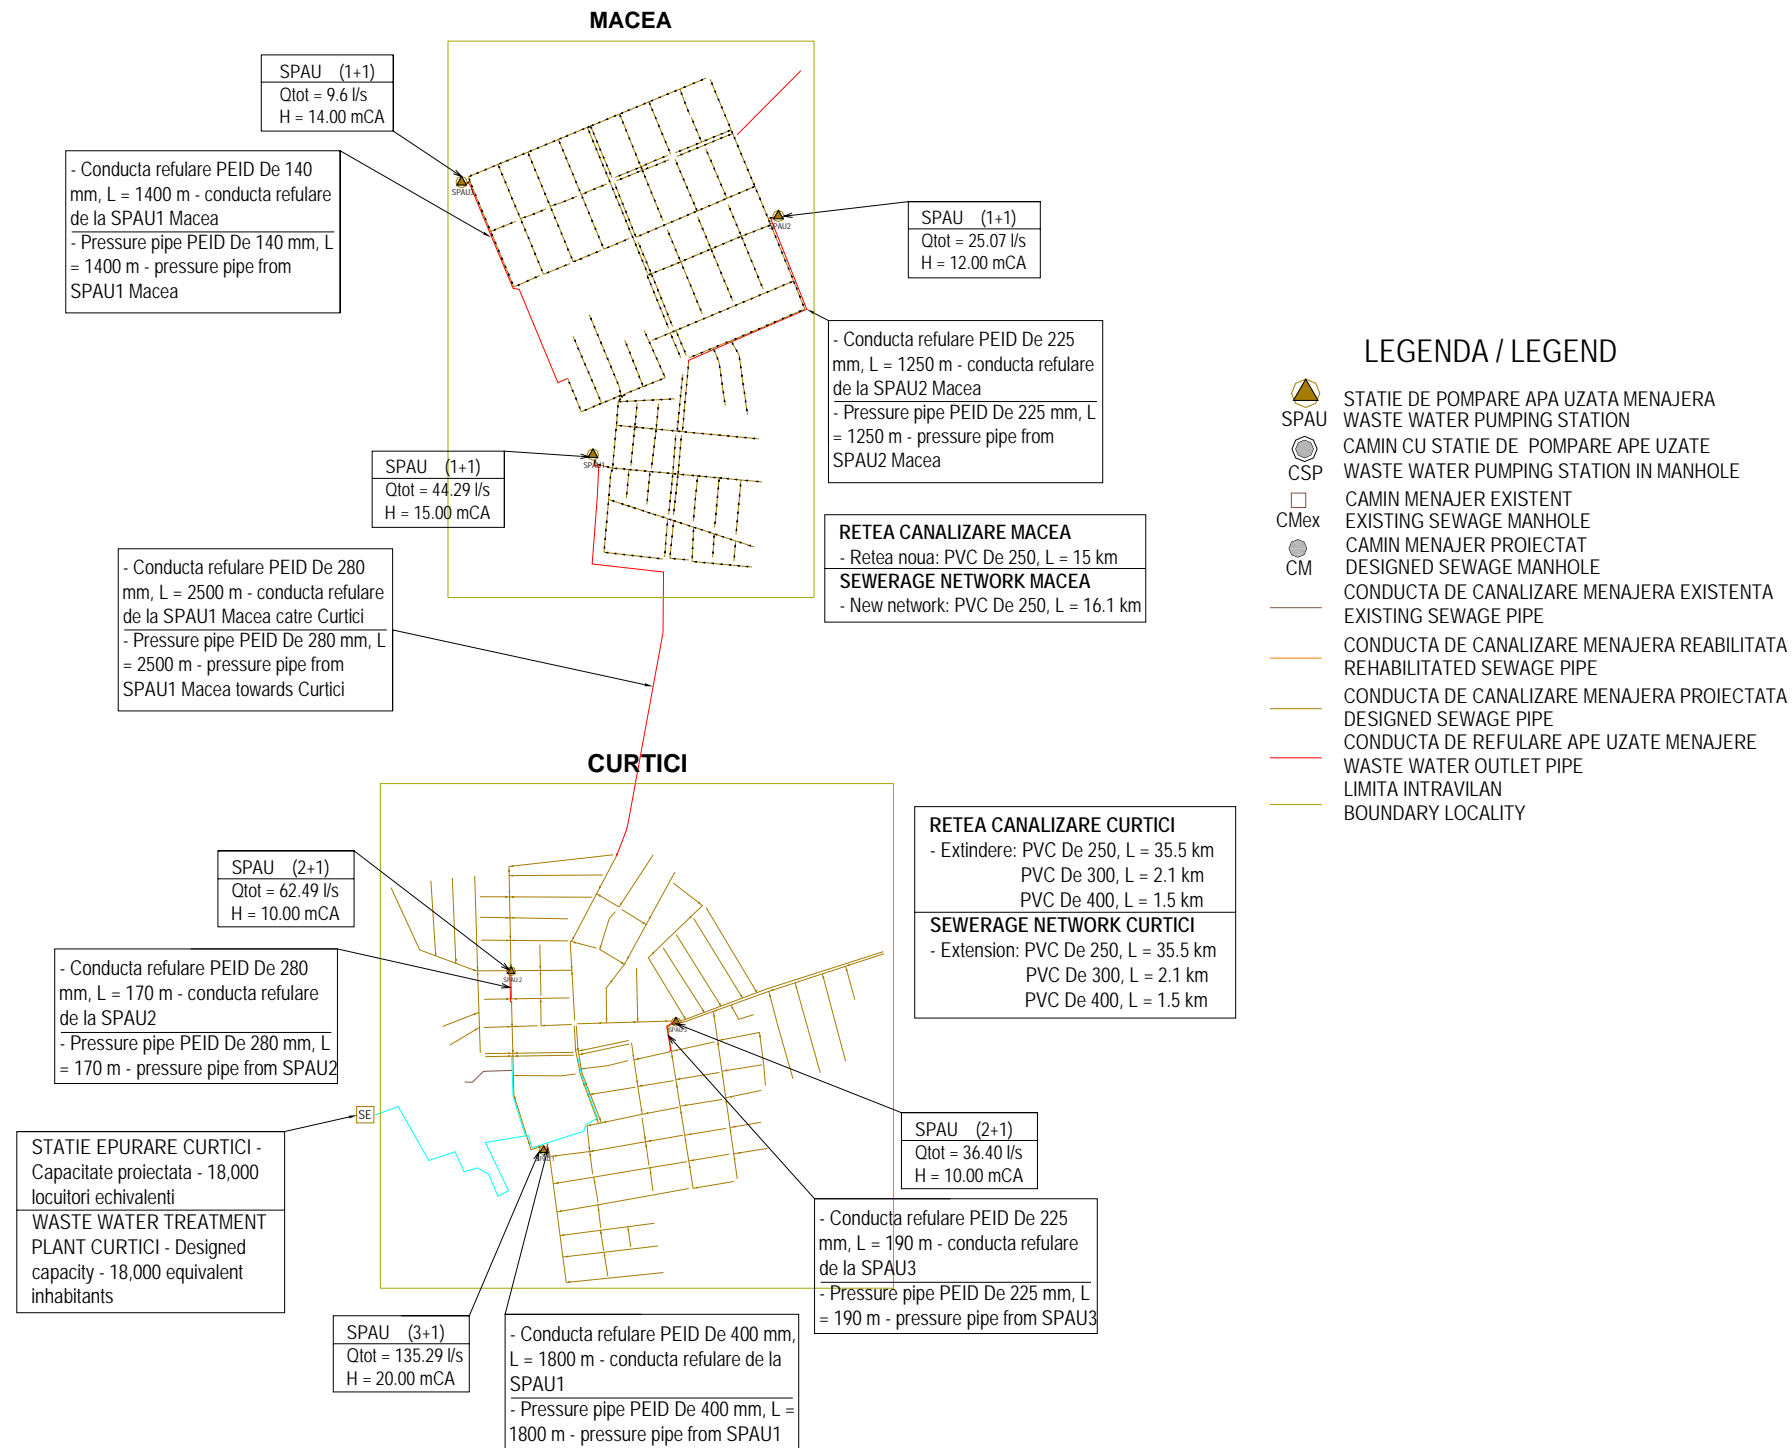 MACEA
SPAU (1+1)
Qtot = 9.6 l/s
H = 14.00 mCA
- Conducta refulare PEID De 140
mm, L = 1400 m - conducta refulare
de la SPAU1 Macea
- Pressure pipe PEID De 140 mm, L
= 1400 m - pressure pipe from
SPAU1 Macea
SPAU3
SPAU2
SPAU (1+1)
Qtot = 25.07 l/s
H = 12.00 mCA
- Conducta refulare PEID De 225
mm, L = 1250 m - conducta refulare
de la SPAU2 Macea
- Pressure pipe PEID De 225 mm, L
= 1250 m - pressure pipe from
SPAU2 Macea
SPAU (1+1)
Qtot = 44.29 l/s
H = 15.00 mCA
SPAU1
RETEA CANALIZARE MACEA
- Retea noua: PVC De 250, L = 15 km
SEWERAGE NETWORK MACEA
- New network: PVC De 250, L = 16.1 km
- Conducta refulare PEID De 280
mm, L = 2500 m - conducta refulare
de la SPAU1 Macea catre Curtici
- Pressure pipe PEID De 280 mm, L
= 2500 m - pressure pipe from
SPAU1 Macea towards Curtici
LEGENDA / LEGEND
STATIE DE POMPARE APA UZATA MENAJERA
SPAU WASTE WATER PUMPING STATION
CAMIN CU STATIE DE POMPARE APE UZATE
CSP WASTE WATER PUMPING STATION IN MANHOLE
CAMIN MENAJER EXISTENT
CMex EXISTING SEWAGE MANHOLE
CAMIN MENAJER PROIECTAT
CM DESIGNED SEWAGE MANHOLE
CONDUCTA DE CANALIZARE MENAJERA EXISTENTA
EXISTING SEWAGE PIPE
CONDUCTA DE CANALIZARE MENAJERA REABILITATA
REHABILITATED SEWAGE PIPE
CONDUCTA DE CANALIZARE MENAJERA PROIECTATA
DESIGNED SEWAGE PIPE
CONDUCTA DE REFULARE APE UZATE MENAJERE
WASTE WATER OUTLET PIPE
LIMITA INTRAVILAN
BOUNDARY LOCALITY
CURTICI
RETEA CANALIZARE CURTICI
- Extindere: PVC De 250, L = 35.5 km
PVC De 300, L = 2.1 km
PVC De 400, L = 1.5 km
SEWERAGE NETWORK CURTICI
- Extension: PVC De 250, L = 35.5 km
PVC De 300, L = 2.1 km
PVC De 400, L = 1.5 km
SPAU (2+1)
Qtot = 62.49 l/s
H = 10.00 mCA
- Conducta refulare PEID De 280
mm, L = 170 m - conducta refulare
de la SPAU2
- Pressure pipe PEID De 280 mm, L
= 170 m - pressure pipe from SPAU2
SPAU2
SPAU3
SE
STATIE EPURARE CURTICI -
Capacitate proiectata - 18,000
locuitori echivalenti
WASTE WATER TREATMENT
PLANT CURTICI - Designed
capacity - 18,000 equivalent
inhabitants
SPAU (2+1)
Qtot = 36.40 l/s
H = 10.00 mCA
- Conducta refulare PEID De 225
mm, L = 190 m - conducta refulare
de la SPAU3
- Pressure pipe PEID De 225 mm, L
= 190 m - pressure pipe from SPAU3
SPAU (3+1)
Qtot = 135.29 l/s
H = 20.00 mCA
- Conducta refulare PEID De 400 mm,
L = 1800 m - conducta refulare de la
SPAU1
- Pressure pipe PEID De 400 mm, L =
1800 m - pressure pipe from SPAU1